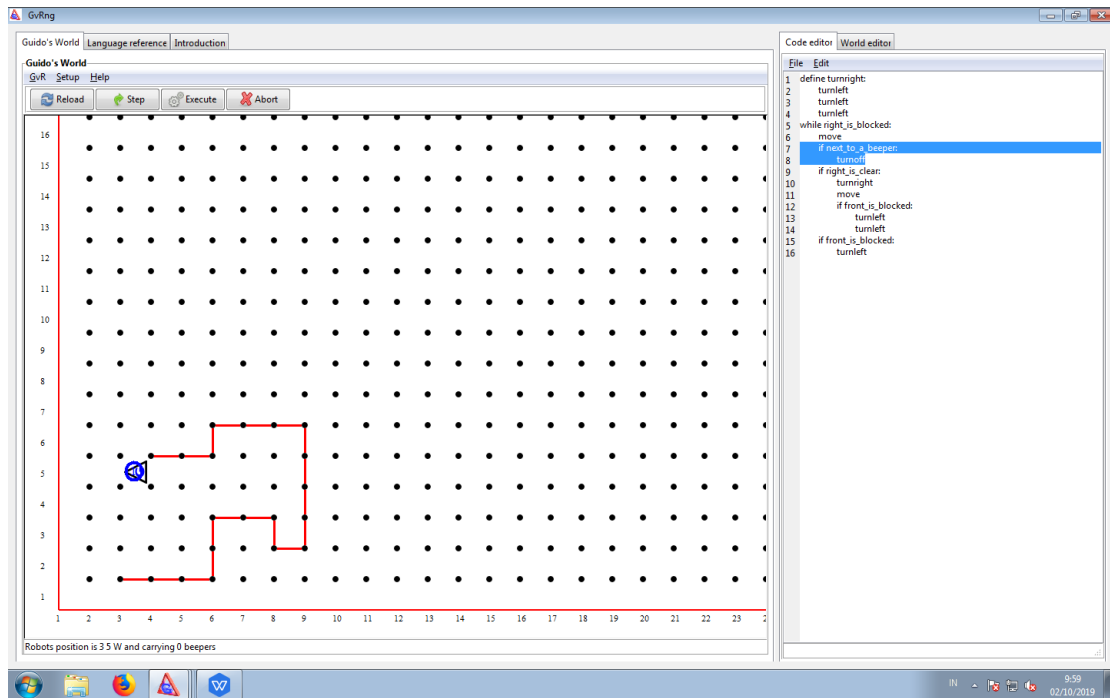 GvRng
Guido's World Language reference Introduction
Guido's World
GvR Setup Help
Reload Step Execute Abort
16
15
14
13
12
11
10
9
8
7
6
5
4
3
2
1
1 2 3 4 5 6 7 8 9 10 11 12 13 14 15 16 17 18 19 20 21 22 23
Robots position is 3 5 W and carrying 0 beepers
Code editor World editor
File Edit
1 define turnright:
2 turnleft
3 turnleft
4 turnleft
5 while right_is_blocked:
6 move
7 if next_to_a_beeper:
8 turnoff
9 if right_is_clear:
10 turnright
11 move
12 if front_is_blocked:
13 turnleft
14 turnleft
15 if front_is_blocked:
16 turnleft
IN
9:59
02/10/2019